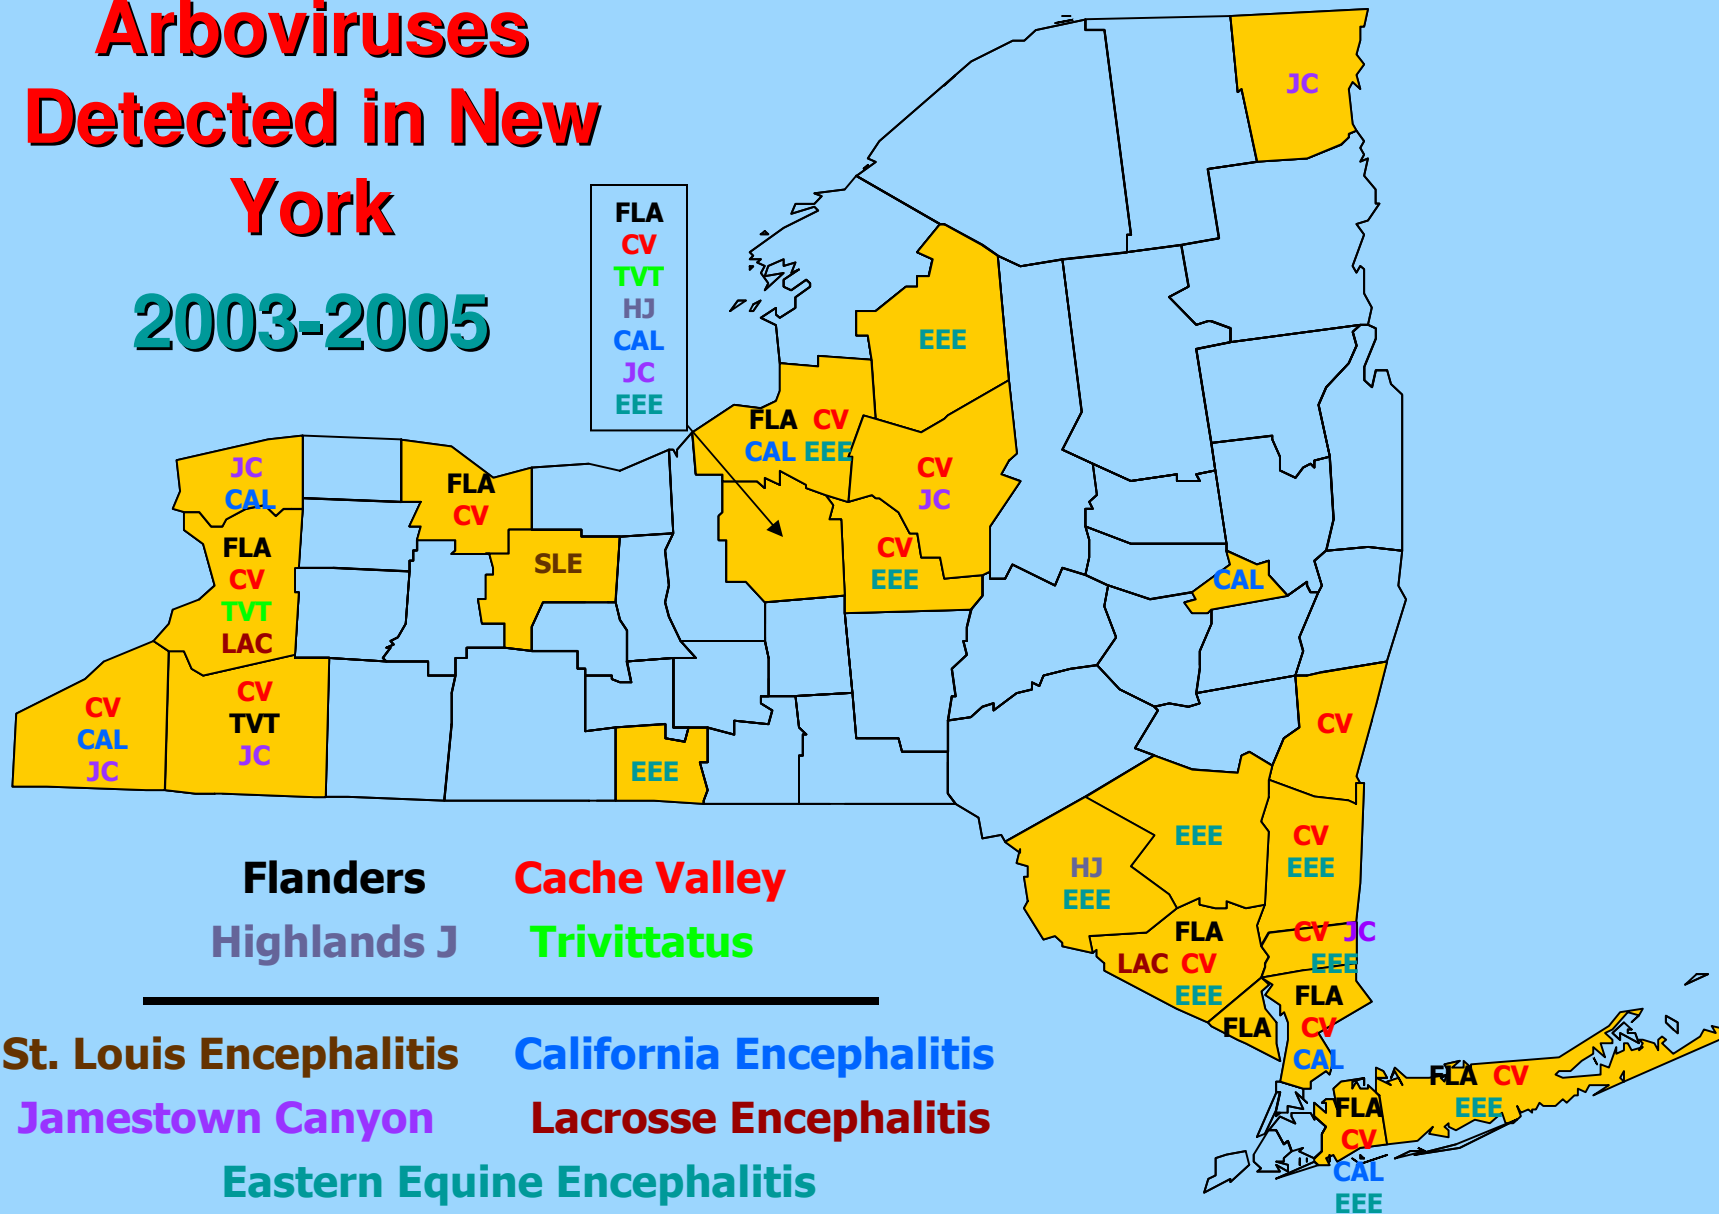 Arboviruses
Detected in New
York
2003-2005
FLA
CV
TVT
HJ
CAL
JC
EEE
JC
EEE
FLA CV
CAL EEE
CV
JC
CV
EEE
JC
CAL
FLA
CV
SLE
FLA
CV
TVT
LAC
CV
CAL
JC
CV
TVT
JC
EEE
CAL
CV
EEE
CV
EEE
HJ
EEE
FLA
LAC CV
EEE
CV JC
EEE
FLA
FLA
CV
CAL
FLA CV
EEE
FLA
CV
CAL
EEE
Flanders Cache Valley
Highlands J Trivittatus
St. Louis Encephalitis California Encephalitis
Jamestown Canyon Lacrosse Encephalitis
Eastern Equine Encephalitis